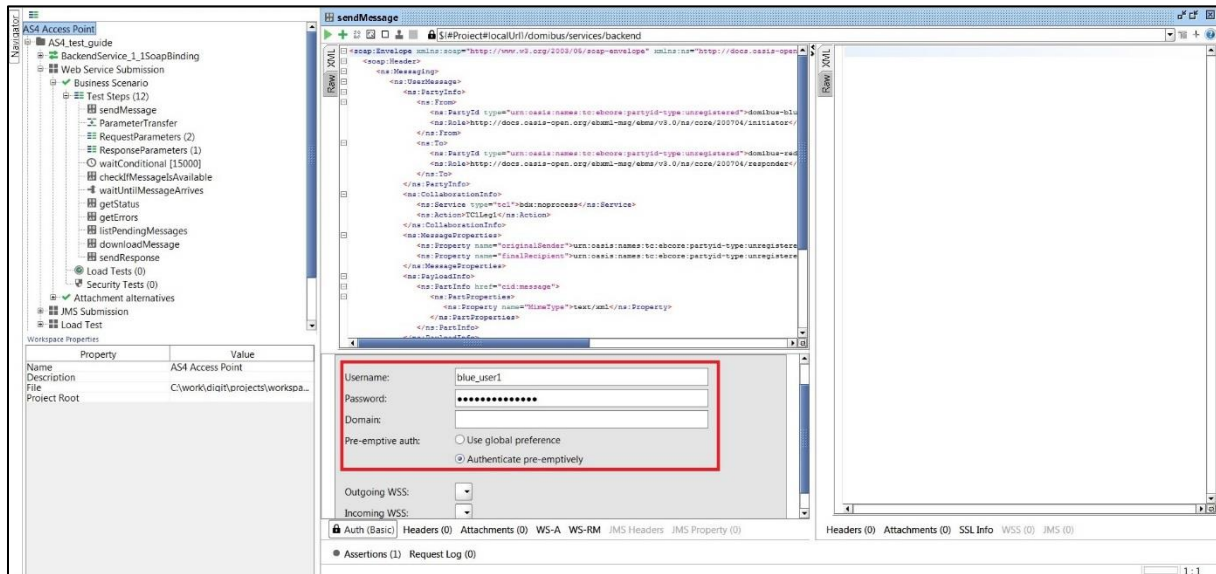 Navigator
AS4 Access Point
AS4_test_guide
BackendService_1_1SoapBinding
Web Service Submission
Business Scenario
Test Steps (12)
sendMessage
ParameterTransfer
RequestParameters (2)
ResponseParameters (1)
waitConditional [15000]
checkIfMessageIsAvailable
waitUntilMessageArrives
getStatus
getErrors
listPendingMessages
downloadMessage
sendResponse
Load Tests (0)
Security Tests (0)
Attachment alternatives
JMS Submission
Load Test
Workspace Properties
Property Value
Name AS4 Access Point
Description
File C:\work\digit\projects\workspa...
Project Root
sendMessage
${#Project#localUrl}/domibus/services/backend
XML
Raw
<soap:Envelope xmlns:soap="http://www.w3.org/2003/05/soap-envelope" xmlns:ns="http://docs.oasis-open
<soap:Header>
<ns:Messaging>
<ns:UserMessage>
<ns:PartyInfo>
<ns:From>
<ns:PartyId type="urn:oasis:names:tc:ebcore:partyid-type:unregistered">domibus-blu
<ns:Role>http://docs.oasis-open.org/ebxml-msg/ebms/v3.0/ns/core/200704/initiator</
</ns:From>
<ns:To>
<ns:PartyId type="urn:oasis:names:tc:ebcore:partyid-type:unregistered">domibus-red
<ns:Role>http://docs.oasis-open.org/ebxml-msg/ebms/v3.0/ns/core/200704/responder</
</ns:To>
</ns:PartyInfo>
<ns:CollaborationInfo>
<ns:Service type="tc1">bdx:noprocess</ns:Service>
<ns:Action>TC1Leg1</ns:Action>
</ns:CollaborationInfo>
<ns:MessageProperties>
<ns:Property name="originalSender">urn:oasis:names:tc:ebcore:partyid-type:unregistere
<ns:Property name="finalRecipient">urn:oasis:names:tc:ebcore:partyid-type:unregistere
</ns:MessageProperties>
<ns:PayloadInfo>
<ns:PartInfo href="cid:message">
<ns:PartProperties>
<ns:Property name="MimeType">text/xml</ns:Property>
</ns:PartProperties>
</ns:PartInfo>
</ns:PayloadInfo>
Username: blue_user1
Password: ••••••••••••••
Domain:
Pre-emptive auth: Use global preference
Authenticate pre-emptively
Outgoing WSS:
Incoming WSS:
Auth (Basic) Headers (0) Attachments (0) WS-A WS-RM JMS Headers JMS Property (0)
Assertions (1) Request Log (0)
XML
Raw
Headers (0) Attachments (0) SSL Info WSS (0) JMS (0)
1 : 1